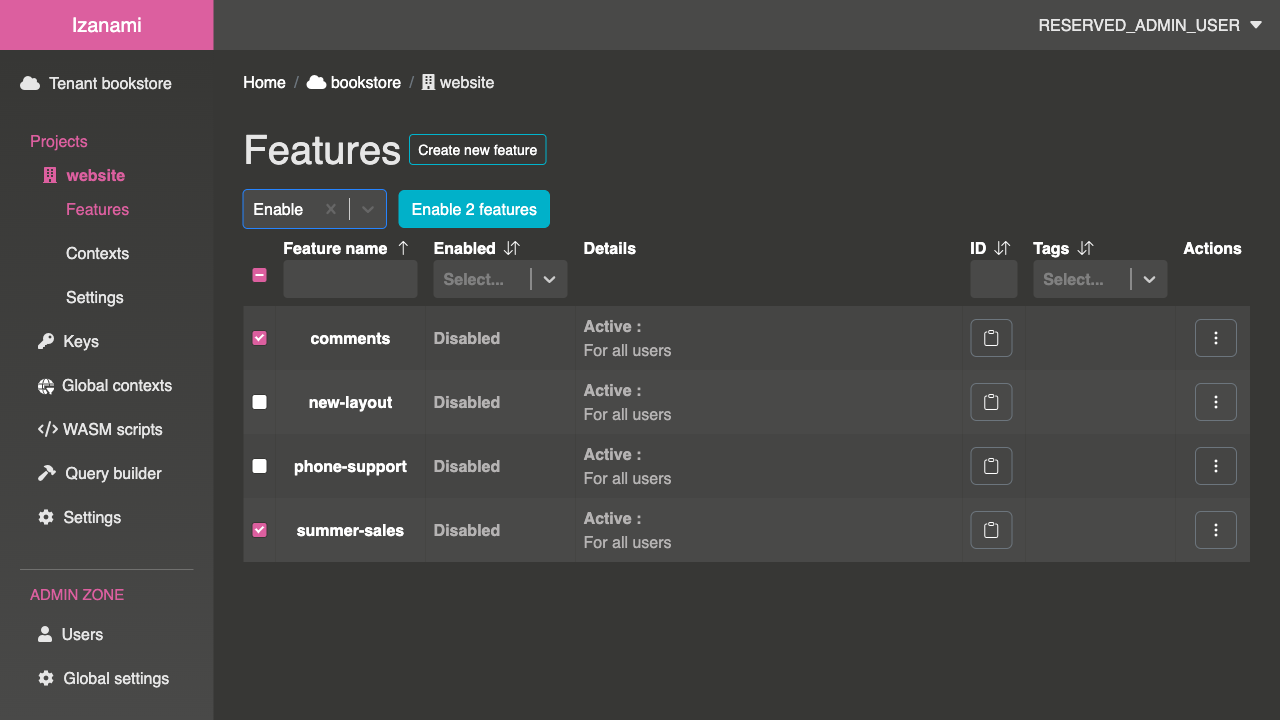 Izanami
RESERVED_ADMIN_USER
Tenant bookstore
Projects
website
Features
Contexts
Settings
Keys
Global contexts
WASM scripts
Query builder
Settings
ADMIN ZONE
Users
Global settings
Home / bookstore / website
Features Create new feature
Enable Enable 2 features
Feature name Enabled Details ID Tags Actions
Select... Select...
comments Disabled Active :
For all users
new-layout Disabled Active :
For all users
phone-support Disabled Active :
For all users
summer-sales Disabled Active :
For all users